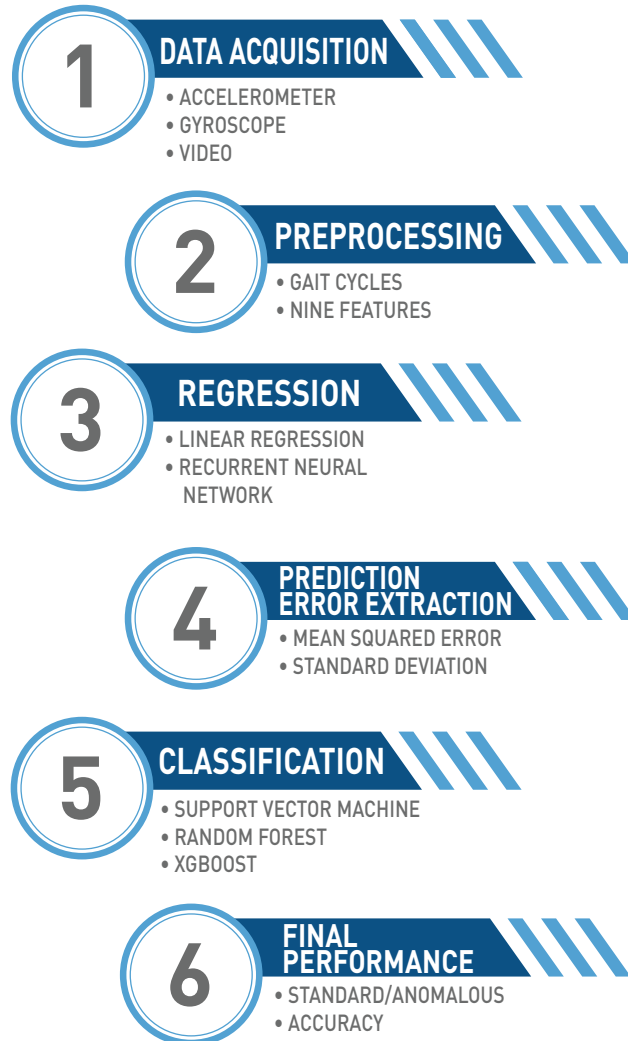 1
DATA ACQUISITION
• ACCELEROMETER
• GYROSCOPE
• VIDEO
2
PREPROCESSING
• GAIT CYCLES
• NINE FEATURES
3
REGRESSION
• LINEAR REGRESSION
• RECURRENT NEURAL
NETWORK
4
PREDICTION
ERROR EXTRACTION
• MEAN SQUARED ERROR
• STANDARD DEVIATION
5
CLASSIFICATION
• SUPPORT VECTOR MACHINE
• RANDOM FOREST
• XGBOOST
6
FINAL
PERFORMANCE
• STANDARD/ANOMALOUS
• ACCURACY